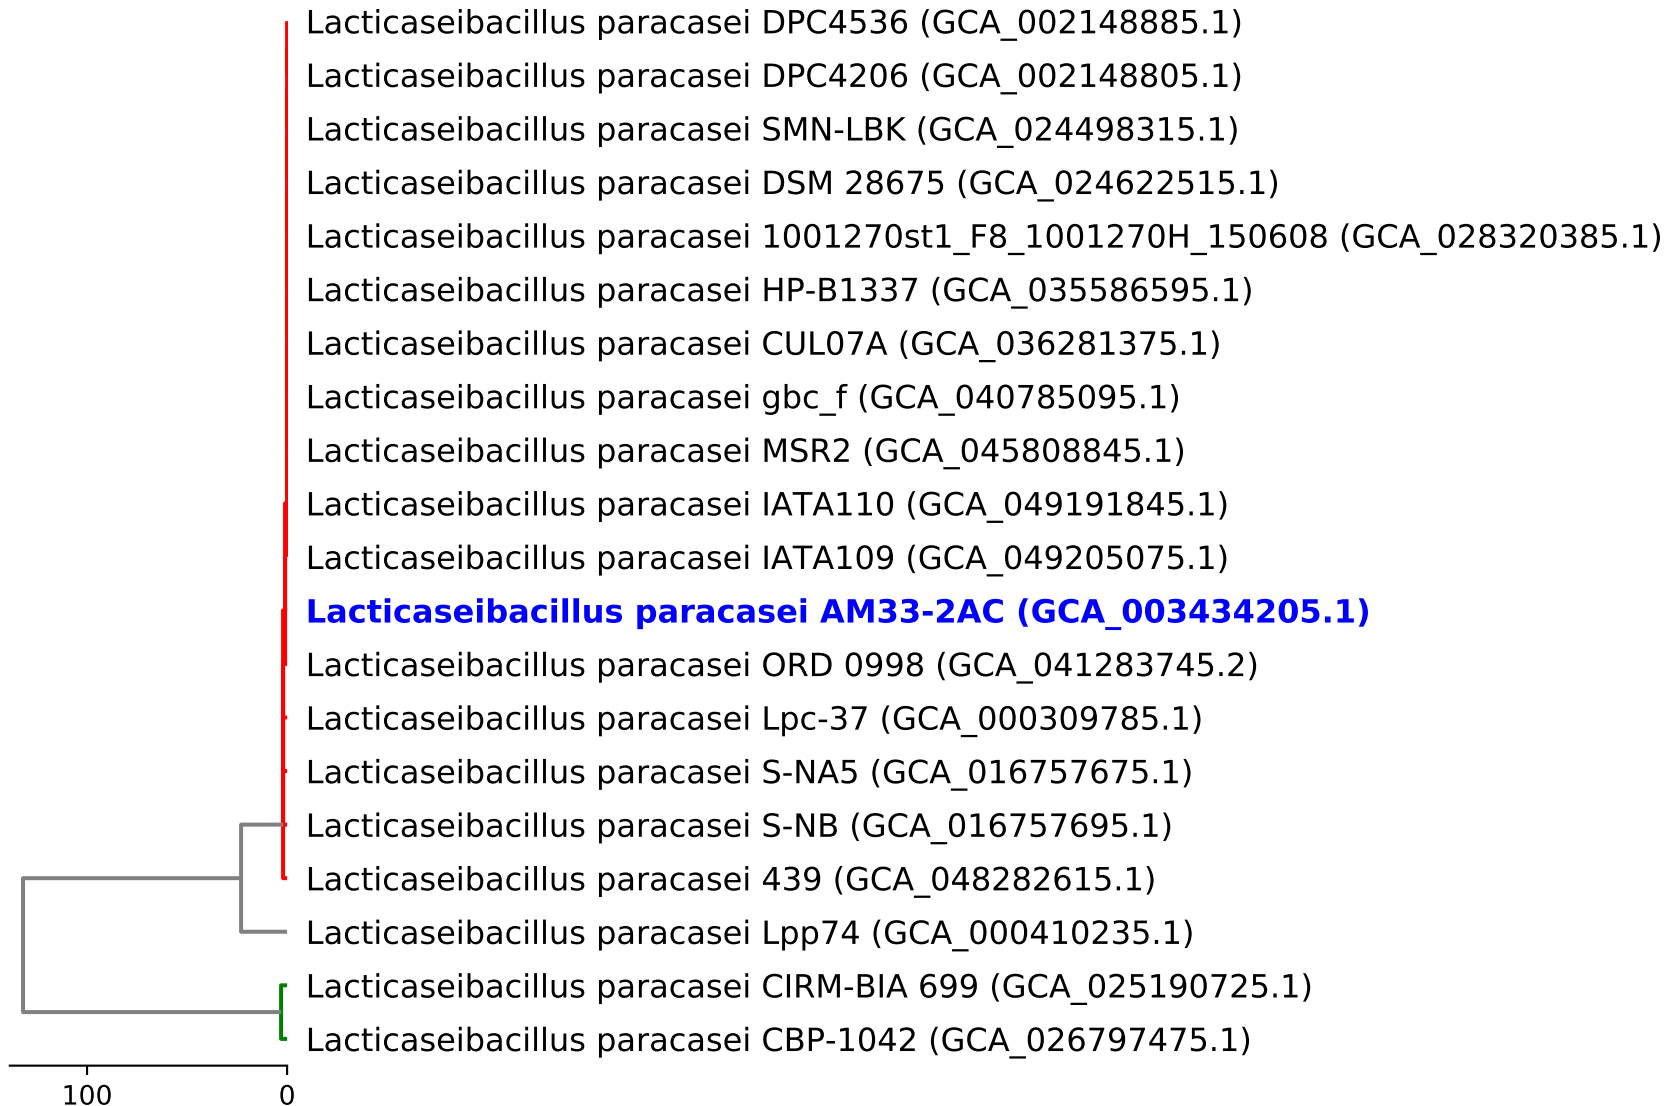 Lacticaseibacillus paracasei DPC4536 (GCA_002148885.1)
Lacticaseibacillus paracasei DPC4206 (GCA_002148805.1)
Lacticaseibacillus paracasei SMN-LBK (GCA_024498315.1)
Lacticaseibacillus paracasei DSM 28675 (GCA_024622515.1)
Lacticaseibacillus paracasei 1001270st1_F8_1001270H_150608 (GCA_028320385.1)
Lacticaseibacillus paracasei HP-B1337 (GCA_035586595.1)
Lacticaseibacillus paracasei CUL07A (GCA_036281375.1)
Lacticaseibacillus paracasei gbc_f (GCA_040785095.1)
Lacticaseibacillus paracasei MSR2 (GCA_045808845.1)
Lacticaseibacillus paracasei IATA110 (GCA_049191845.1)
Lacticaseibacillus paracasei IATA109 (GCA_049205075.1)
Lacticaseibacillus paracasei AM33-2AC (GCA_003434205.1)
Lacticaseibacillus paracasei ORD 0998 (GCA_041283745.2)
Lacticaseibacillus paracasei Lpc-37 (GCA_000309785.1)
Lacticaseibacillus paracasei S-NA5 (GCA_016757675.1)
Lacticaseibacillus paracasei S-NB (GCA_016757695.1)
Lacticaseibacillus paracasei 439 (GCA_048282615.1)
Lacticaseibacillus paracasei Lpp74 (GCA_000410235.1)
Lacticaseibacillus paracasei CIRM-BIA 699 (GCA_025190725.1)
Lacticaseibacillus paracasei CBP-1042 (GCA_026797475.1)
100 0